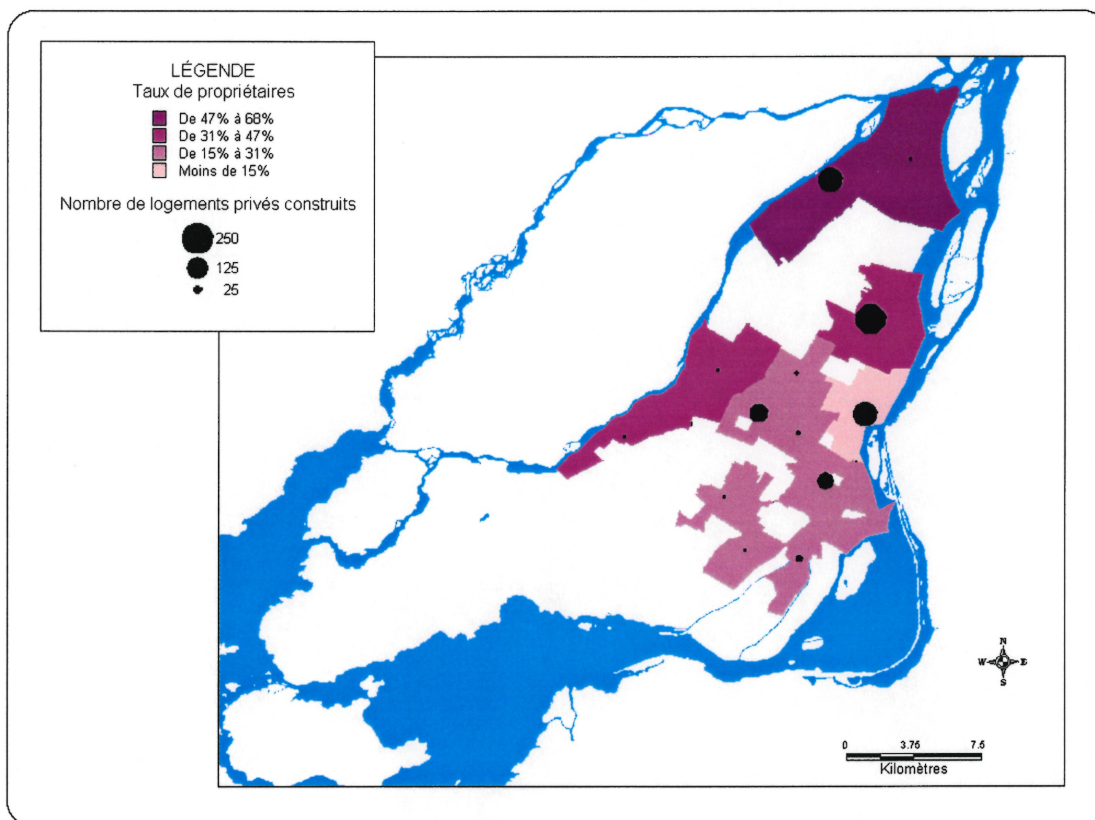 LÉGENDE
Taux de propriétaires
De 47% à 68%
De 31% à 47%
De 15% à 31%
Moins de 15%
Nombre de logements privés construits
250
125
25
N
W E
S
0 3.75 7.5
Kilomètres